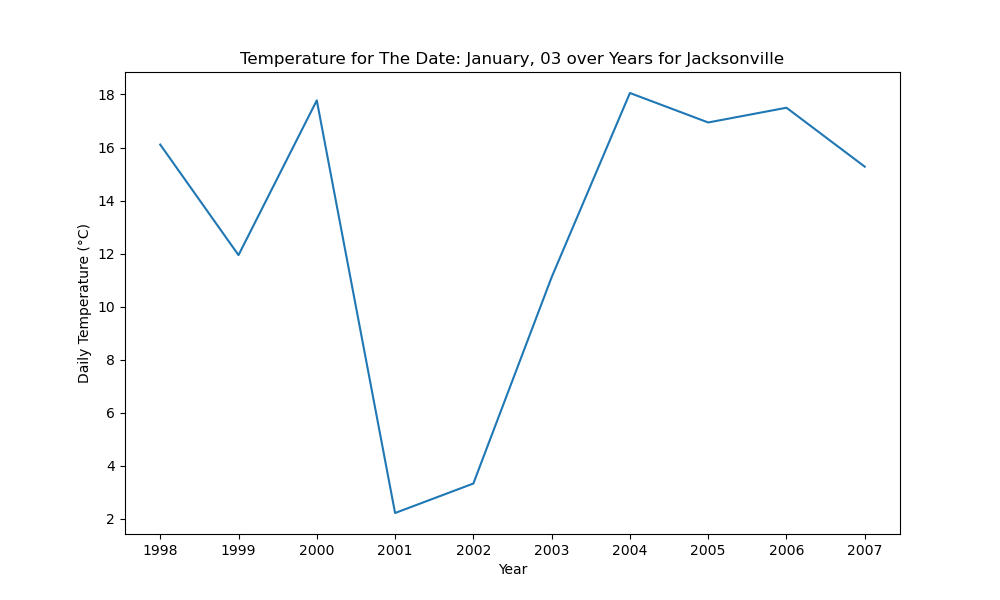 Temperature for The Date: January, 03 over Years for Jacksonville
18
16
14
12
10
8
6
4
2
Daily Temperature (°C)
1998 1999 2000 2001 2002 2003 2004 2005 2006 2007
Year